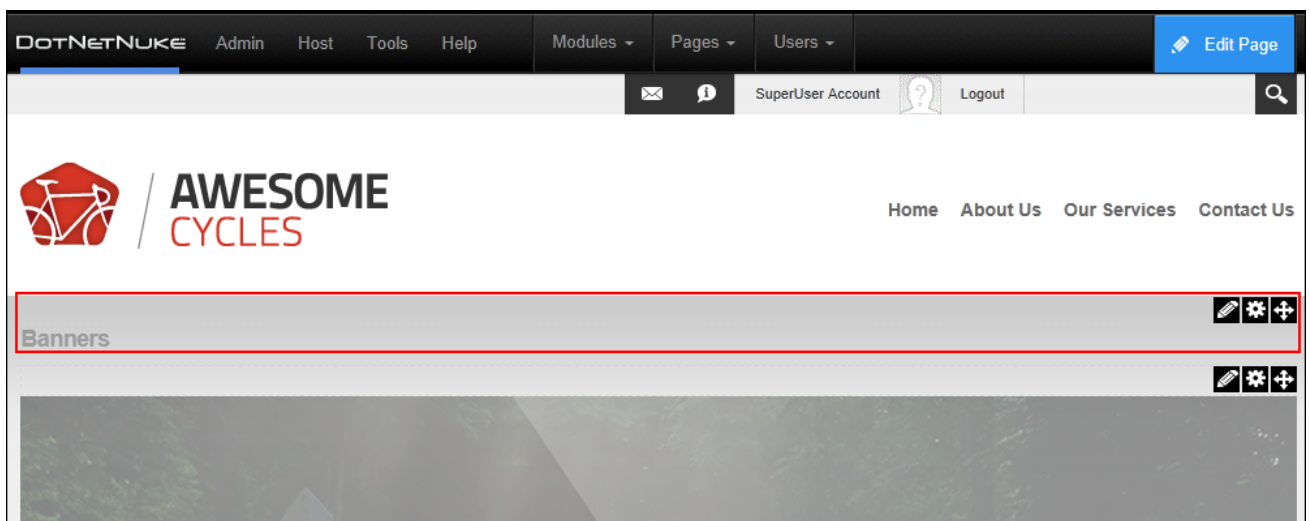 DotNetNuke Admin Host Tools Help Modules Pages Users Edit Page
SuperUser Account Logout
AWESOME
CYCLES
Home About Us Our Services Contact Us
Banners